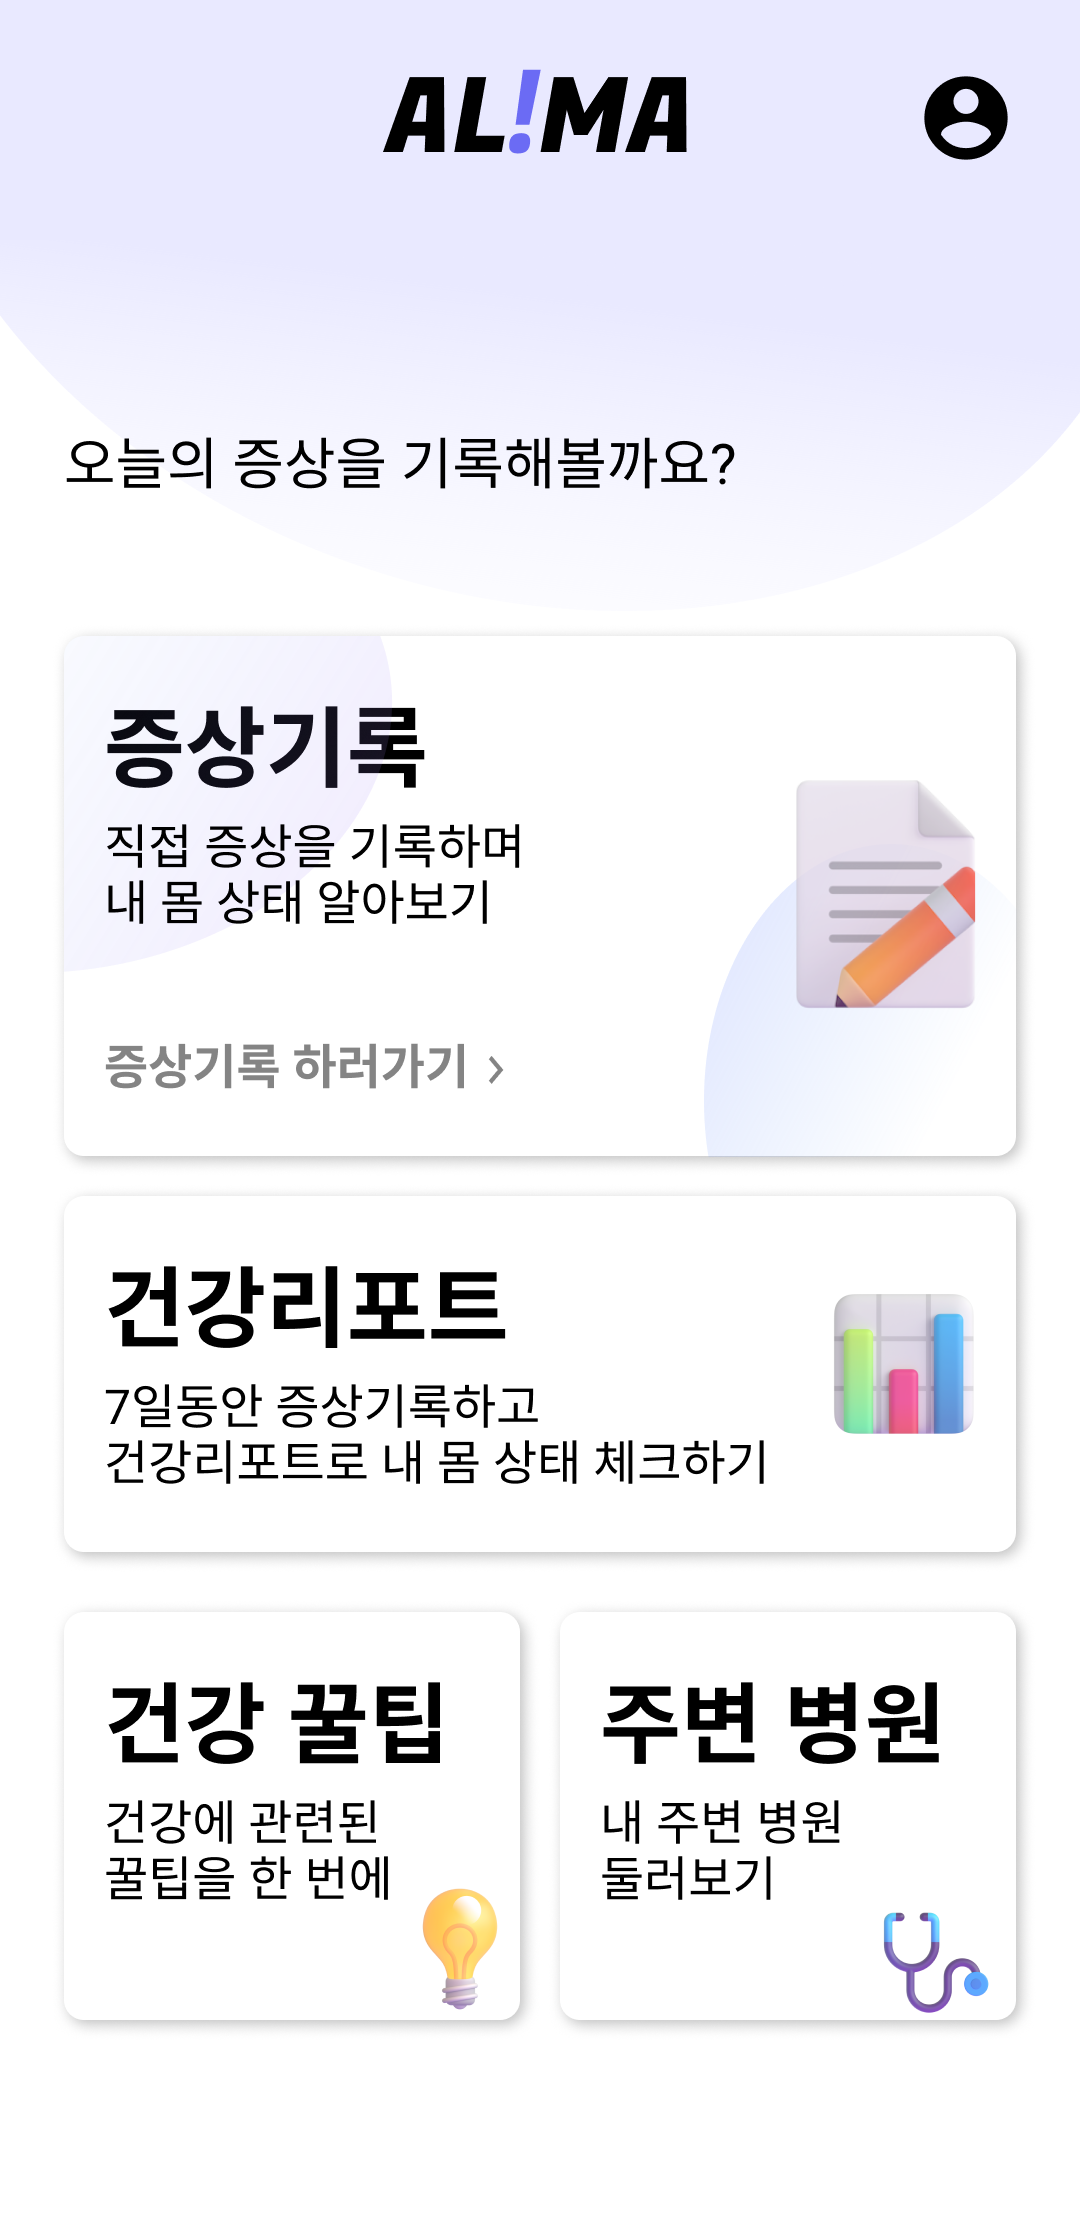 AL!MA
오늘의 증상을 기록해볼까요?
증상기록
직접 증상을 기록하며
내 몸 상태 알아보기
증상기록 하러가기 >
건강리포트
7일동안 증상기록하고
건강리포트로 내 몸 상태 체크하기
건강 꿀팁
건강에 관련된
꿀팁을 한 번에
주변 병원
내 주변 병원
둘러보기